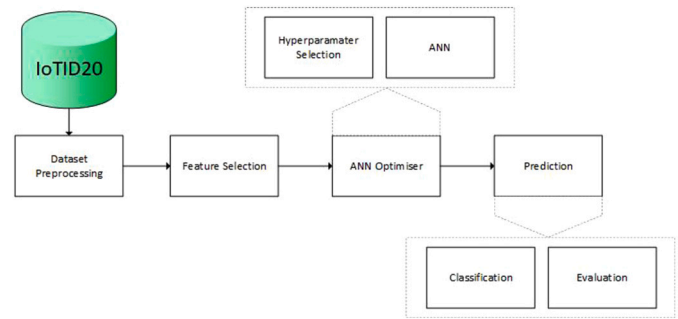 Hyperparamater
Selection
ANN
IoTID20
Dataset
Preprocessing
Feature Selection
ANN Optimiser
Prediction
Classification
Evaluation